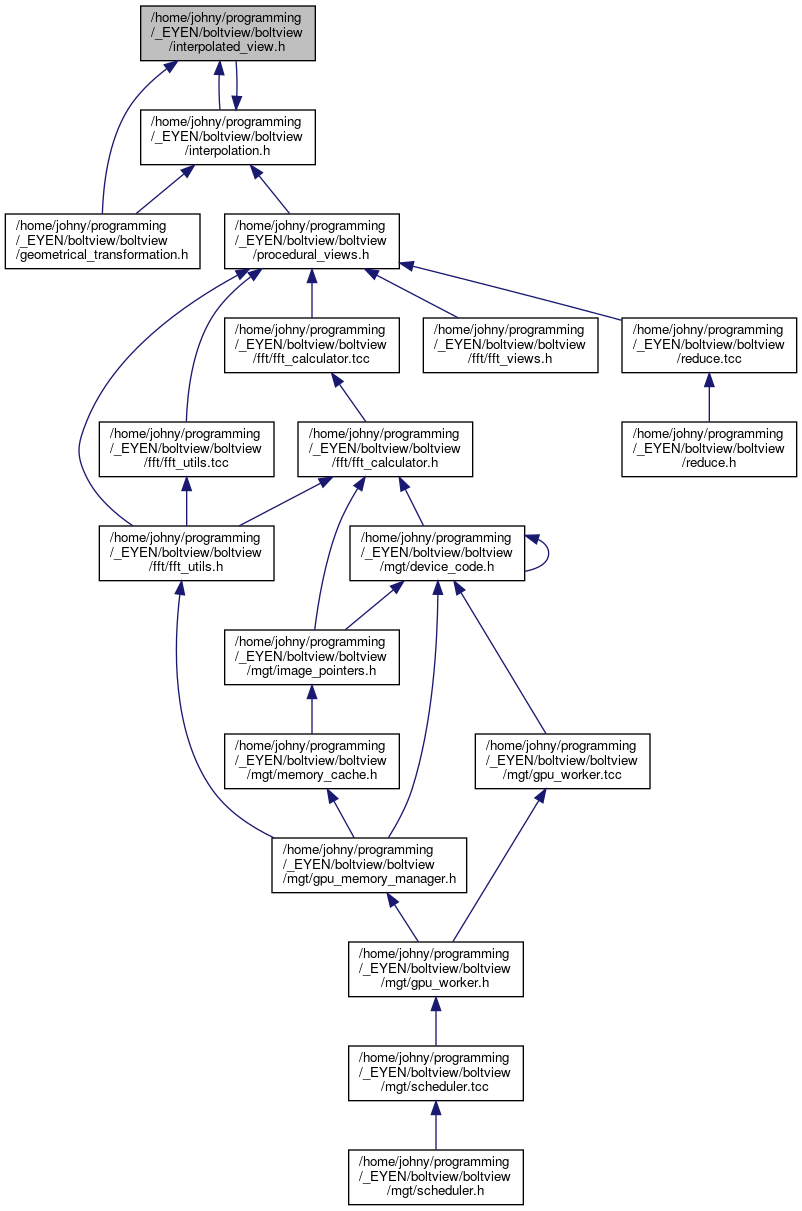 /home/johny/programming
/_EYEN/boltview/boltview
/interpolated_view.h
/home/johny/programming
/_EYEN/boltview/boltview
/interpolation.h
/home/johny/programming
/_EYEN/boltview/boltview
/geometrical_transformation.h
/home/johny/programming
/_EYEN/boltview/boltview
/procedural_views.h
/home/johny/programming
/_EYEN/boltview/boltview
/fft/fft_calculator.tcc
/home/johny/programming
/_EYEN/boltview/boltview
/fft/fft_views.h
/home/johny/programming
/_EYEN/boltview/boltview
/reduce.tcc
/home/johny/programming
/_EYEN/boltview/boltview
/fft/fft_utils.tcc
/home/johny/programming
/_EYEN/boltview/boltview
/fft/fft_calculator.h
/home/johny/programming
/_EYEN/boltview/boltview
/reduce.h
/home/johny/programming
/_EYEN/boltview/boltview
/fft/fft_utils.h
/home/johny/programming
/_EYEN/boltview/boltview
/mgt/device_code.h
/home/johny/programming
/_EYEN/boltview/boltview
/mgt/image_pointers.h
/home/johny/programming
/_EYEN/boltview/boltview
/mgt/memory_cache.h
/home/johny/programming
/_EYEN/boltview/boltview
/mgt/gpu_worker.tcc
/home/johny/programming
/_EYEN/boltview/boltview
/mgt/gpu_memory_manager.h
/home/johny/programming
/_EYEN/boltview/boltview
/mgt/gpu_worker.h
/home/johny/programming
/_EYEN/boltview/boltview
/mgt/scheduler.tcc
/home/johny/programming
/_EYEN/boltview/boltview
/mgt/scheduler.h